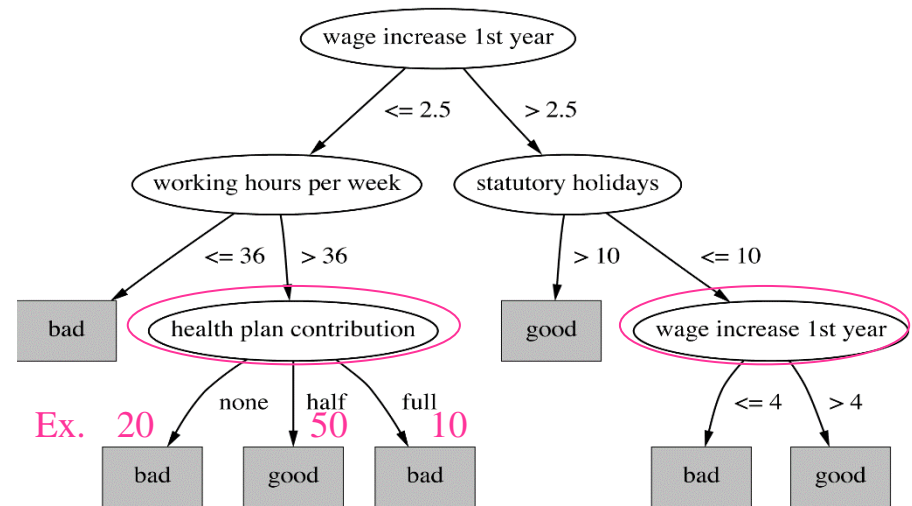 wage increase 1st year
<= 2.5 > 2.5
working hours per week statutory holidays
<= 36 > 36 > 10 <= 10
bad health plan contribution good wage increase 1st year
none half full <= 4 > 4
Ex. 20 50 10
bad good bad bad good